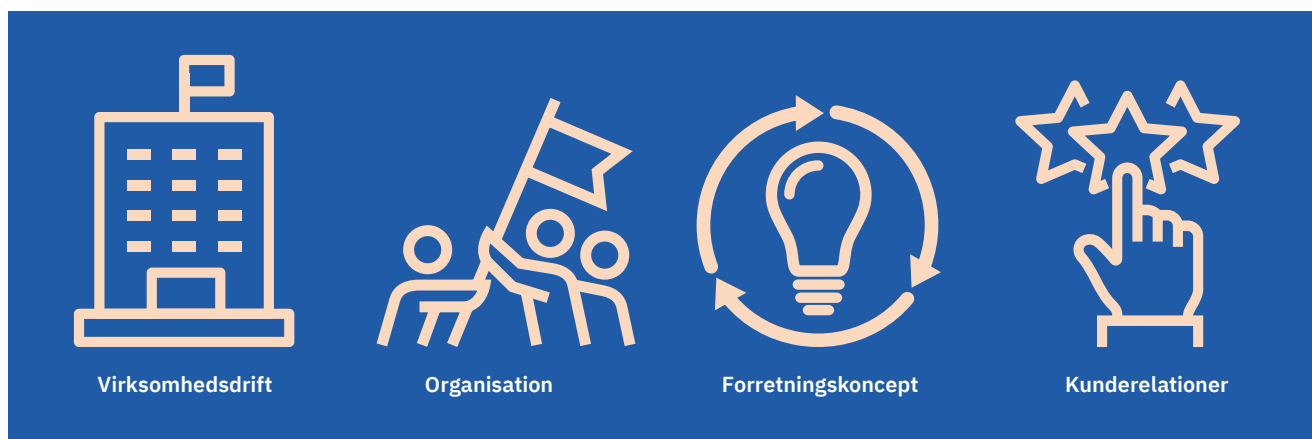 Virksomhedsdrift
Organisation
Forretningskoncept
Kunderelationer